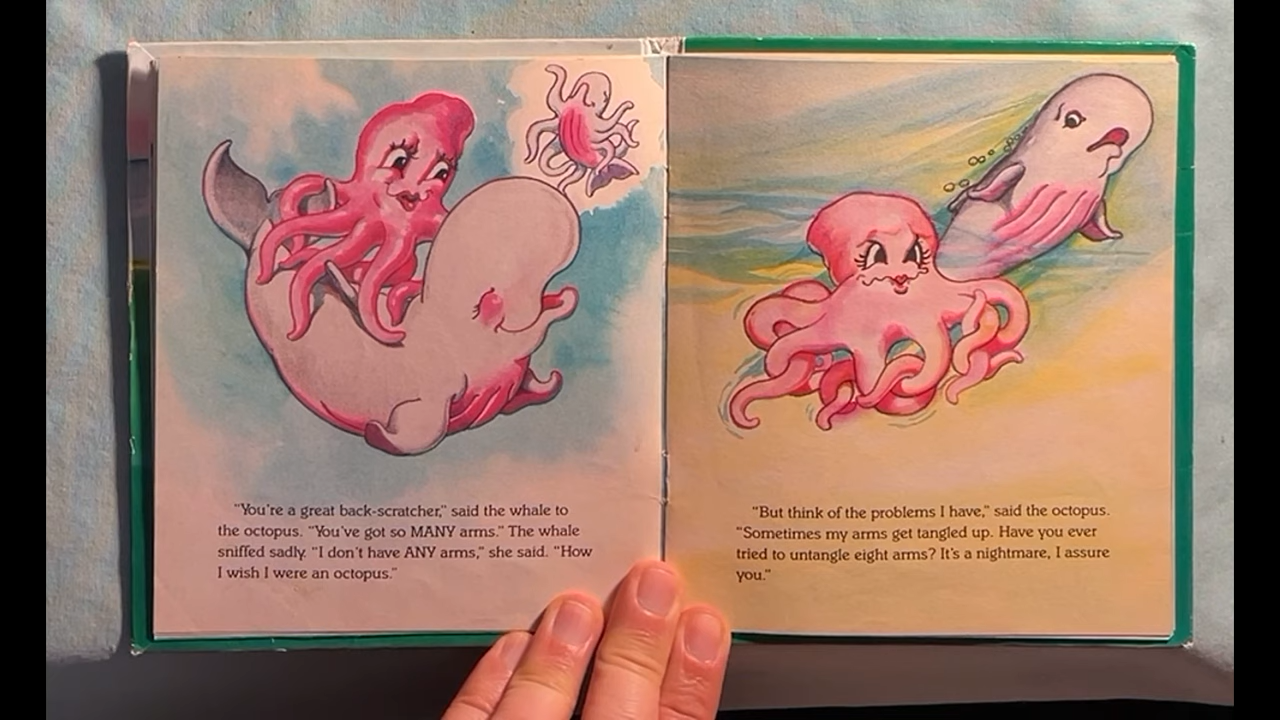 "You're a great back-scratcher," said the whale to
the octopus. "You've got so MANY arms." The whale
sniffed sadly. "I don't have ANY arms," she said. "How
I wish I were an octopus."
"But think of the problems I have," said the octopus.
"Sometimes my arms get tangled up. Have you ever
tried to untangle eight arms? It's a nightmare, I assure
you."